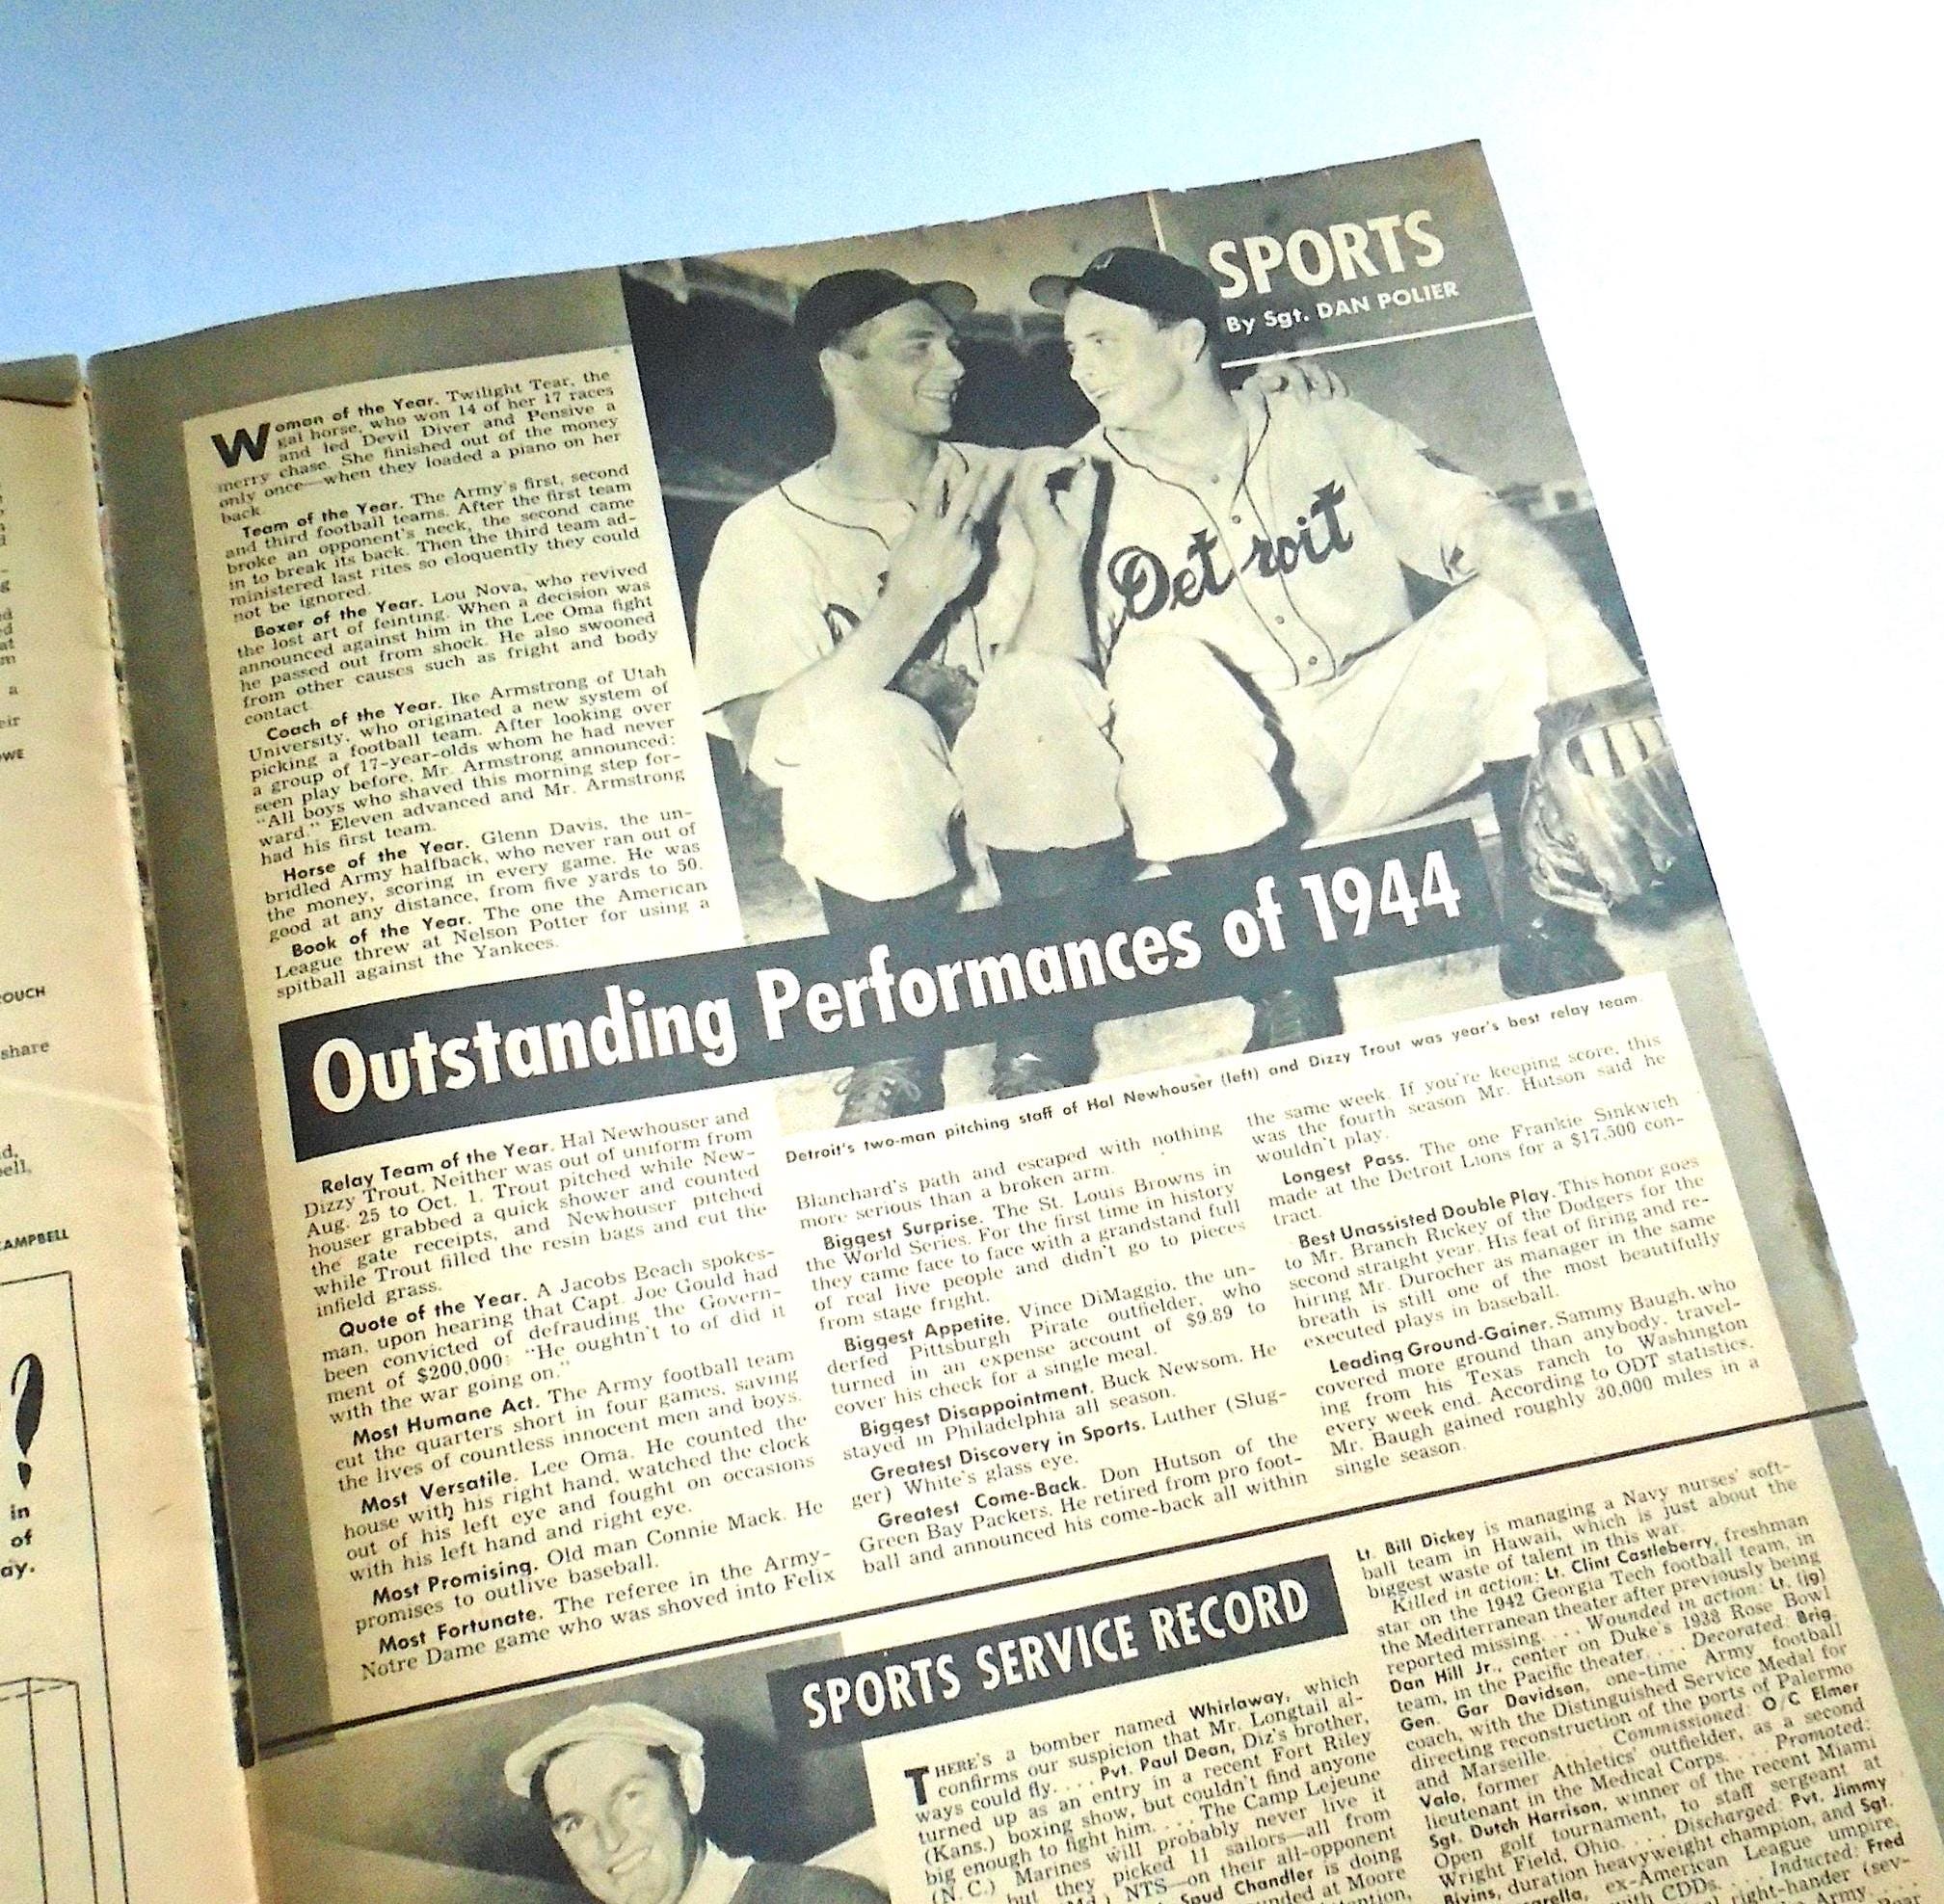 SPORTS
By Sgt. DAN POLIER
Detroit
Woman of the Year. Twilight Tear, the
gal horse, who won 14 of her 17 races
and led Devil Diver and Pensive a
merry chase. She finished out of the money
only once—when they loaded a piano on her
back.
Team of the Year. The Army's first, second
and third football teams. After the first team
broke an opponent's neck, the second came
in to break its back. Then the third team ad-
ministered last rites so eloquently they could
not be ignored.
Boxer of the Year. Lou Nova, who revived
the lost art of feinting. When a decision was
announced against him in the Lee Oma fight
he passed out from shock. He also swooned
from other causes such as fright and body
contact.
Coach of the Year. Ike Armstrong of Utah
University, who originated a new system of
picking a football team. After looking over
a group of 17-year-olds whom he had never
seen play before, Mr. Armstrong announced:
"All boys who shaved this morning step for-
ward." Eleven advanced and Mr. Armstrong
had his first team.
Horse of the Year. Glenn Davis, the un-
bridled Army halfback, who never ran out of
the money, scoring in every game. He was
good at any distance, from five yards to 50.
Book of the Year. The one the American
League threw at Nelson Potter for using a
spitball against the Yankees.
Outstanding Performances of 1944
Detroit's two-man pitching staff of Hal Newhouser (left) and Dizzy Trout was year's best relay team.
Relay Team of the Year. Hal Newhouser and
Dizzy Trout. Neither was out of uniform from
Aug. 25 to Oct. 1. Trout pitched while New-
houser grabbed a quick shower and counted
the gate receipts, and Newhouser pitched
while Trout filled the resin bags and cut the
infield grass.
Quote of the Year. A Jacobs Beach spokes-
man, upon hearing that Capt. Joe Gould had
been convicted of defrauding the Govern-
ment of $200,000: "He oughtn't to of did it
with the war going on."
Most Humane Act. The Army football team
cut the quarters short in four games, saving
the lives of countless innocent men and boys.
Most Versatile. Lee Oma. He counted the
house with his right hand, watched the clock
out of his left eye and fought on occasions
with his left hand and right eye.
Most Promising. Old man Connie Mack. He
promises to outlive baseball.
Most Fortunate. The referee in the Army-
Notre Dame game who was shoved into Felix
Blanchard's path and escaped with nothing
more serious than a broken arm.
Biggest Surprise. The St. Louis Browns in
the World Series. For the first time in history
they came face to face with a grandstand full
of real live people and didn't go to pieces
from stage fright.
Biggest Appetite. Vince DiMaggio, the un-
derfed Pittsburgh Pirate outfielder, who
turned in an expense account of $9.89 to
cover his check for a single meal.
Biggest Disappointment. Buck Newsom. He
stayed in Philadelphia all season.
Greatest Discovery in Sports. Luther (Slug-
ger) White's glass eye.
Greatest Come-Back. Don Hutson of the
Green Bay Packers. He retired from pro foot-
ball and announced his come-back all within
the same week. If you're keeping score, this
was the fourth season Mr. Hutson said he
wouldn't play.
Longest Pass. The one Frankie Sinkwich
made at the Detroit Lions for a $17,500 con-
tract.
Best Unassisted Double Play. This honor goes
to Mr. Branch Rickey of the Dodgers for the
second straight year. His feat of firing and re-
hiring Mr. Durocher as manager in the same
breath is still one of the most beautifully
executed plays in baseball.
Leading Ground-Gainer. Sammy Baugh, who
covered more ground than anybody, travel-
ing from his Texas ranch to Washington
every week end. According to ODT statistics,
Mr. Baugh gained roughly 30,000 miles in a
single season.
SPORTS SERVICE RECORD
THERE'S a bomber named Whirlaway, which
confirms our suspicion that Mr. Longtail al-
ways could fly. . . . Pvt. Paul Dean, Diz's brother,
turned up as an entry in a recent Fort Riley
(Kans.) boxing show, but couldn't find anyone
big enough to fight him. . . . The Camp Lejeune
(N. C.) Marines will probably never live it
but they picked 11 sailors—all from
Md.) NTS—on their all-opponent
Spud Chandler is doing
at Moore
Lt. Bill Dickey is managing a Navy nurses' soft-
ball team in Hawaii, which is just about the
biggest waste of talent in this war.
Killed in action: Lt. Clint Castleberry, freshman
star on the 1942 Georgia Tech football team, in
the Mediterranean theater after previously being
reported missing. . . . Wounded in action: Lt. (jg)
Dan Hill Jr., center on Duke's 1938 Rose Bowl
team, in the Pacific theater. . . . Decorated: Brig.
Gen. Gar Davidson, one-time Army football
coach, with the Distinguished Service Medal for
directing reconstruction of the ports of Palermo
and Marseille. . . . Commissioned: O/C Elmer
Valo, former Athletics' outfielder, as a second
lieutenant in the Medical Corps. . . . Promoted:
Sgt. Dutch Harrison, winner of the recent Miami
Open golf tournament, to staff sergeant at
Wright Field, Ohio. . . . Discharged: Pvt. Jimmy
Bivins, duration heavyweight champion, and Sgt.
ex-American League umpire,
with CDDs. . . . Inducted: Fred
right-hander (sev-
Army
OUCH
share
CAMPBELL
?
in
of